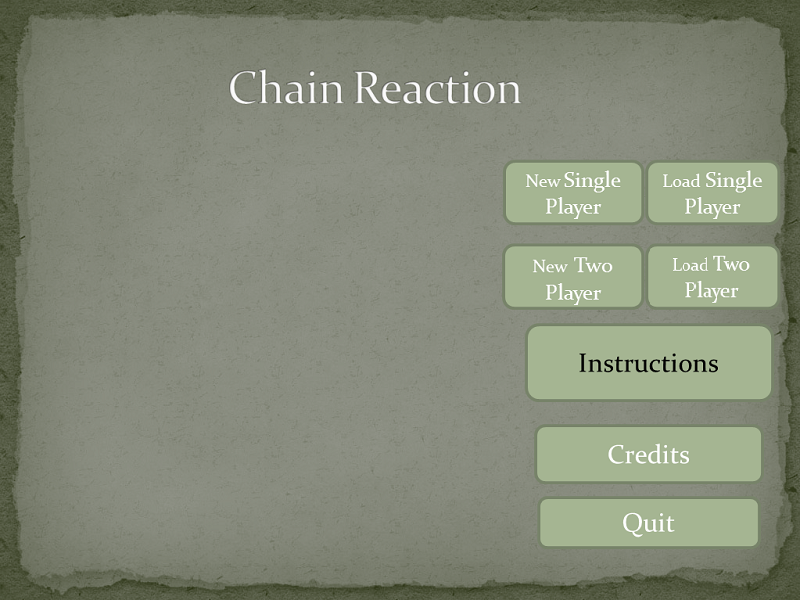 Chain Reaction
New Single
Player
Load Single
Player
New Two
Player
Load Two
Player
Instructions
Credits
Quit